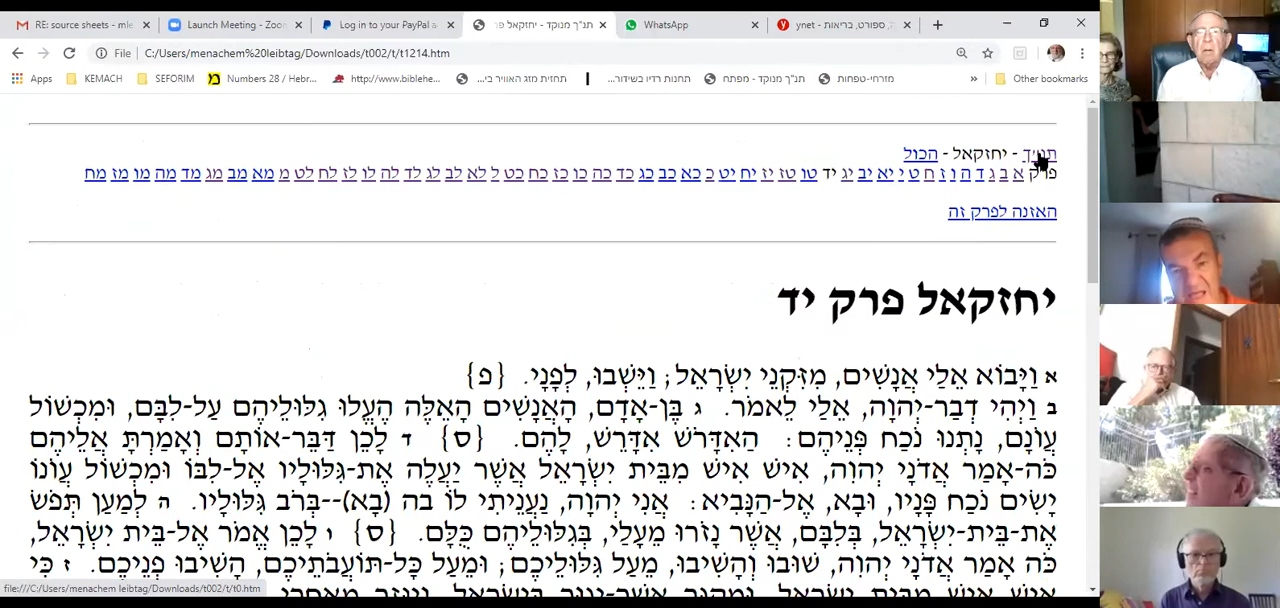 RE: source sheets - mle
Launch Meeting - Zoom
Log in to your PayPal a
תנ"ך מנוקד - יחזקאל פר
WhatsApp
ynet - ספורט, בריאות
File
C:/Users/menachem%20leibtag/Downloads/t002/t/t1214.htm
Apps
KEMACH
SEFORIM
Numbers 28 / Hebr...
http://www.biblehe...
תחזית מזג האוויר בי...
תחנות רדיו בשידור...
תנ"ך מנוקד - מפתח
מזרחי-טפחות
»
Other bookmarks
תנ"ך - יחזקאל - הכול
פרק א ב ג ד ה ו ז ח ט י יא יב יג יד טו טז יז יח יט כ כא כב כג כד כה כו כז כח כט ל לא לב לג לד לה לו לז לח לט מ מא מב מג מד מה מו מז מח
האזנה לפרק זה
יחזקאל פרק יד
א וַיָּבוֹא אֵלַי אֲנָשִׁים, מִזִּקְנֵי יִשְׂרָאֵל; וַיֵּשְׁבוּ, לְפָנָי. {פ}
ב וַיְהִי דְבַר-יְהוָה, אֵלַי לֵאמֹר. ג בֶּן-אָדָם, הָאֲנָשִׁים הָאֵלֶּה הֶעֱלוּ גִלּוּלֵיהֶם עַל-לִבָּם, וּמִכְשׁוֹל
עֲו‍ֹנָם, נָתְנוּ נֹכַח פְּנֵיהֶם: הַאִדָּרֹשׁ אִדָּרֵשׁ, לָהֶם. {ס} ד לָכֵן דַּבֵּר-אוֹתָם וְאָמַרְתָּ אֲלֵיהֶם
כֹּה-אָמַר אֲדֹנָי יְהוִה, אִישׁ אִישׁ מִבֵּית יִשְׂרָאֵל אֲשֶׁר יַעֲלֶה אֶת-גִּלּוּלָיו אֶל-לִבּוֹ וּמִכְשׁוֹל עֲו‍ֹנוֹ
יָשִׂים נֹכַח פָּנָיו, וּבָא, אֶל-הַנָּבִיא: אֲנִי יְהוָה, נַעֲנֵיתִי לוֹ בה (בָא)--בְּרֹב גִּלּוּלָיו. ה לְמַעַן תְּפֹשׂ
אֶת-בֵּית-יִשְׂרָאֵל, בְּלִבָּם, אֲשֶׁר נָזֹרוּ מֵעָלַי, בְּגִלּוּלֵיהֶם כֻּלָּם. {ס} ו לָכֵן אֱמֹר אֶל-בֵּית יִשְׂרָאֵל,
כֹּה אָמַר אֲדֹנָי יְהוִה, שׁוּבוּ וְהָשִׁיבוּ, מֵעַל גִּלּוּלֵיכֶם; וּמֵעַל כָּל-תּוֹעֲבֹתֵיכֶם, הָשִׁיבוּ פְנֵיכֶם. ז כִּי
file:///C:/Users/menachem leibtag/Downloads/t002/t/t0.htm